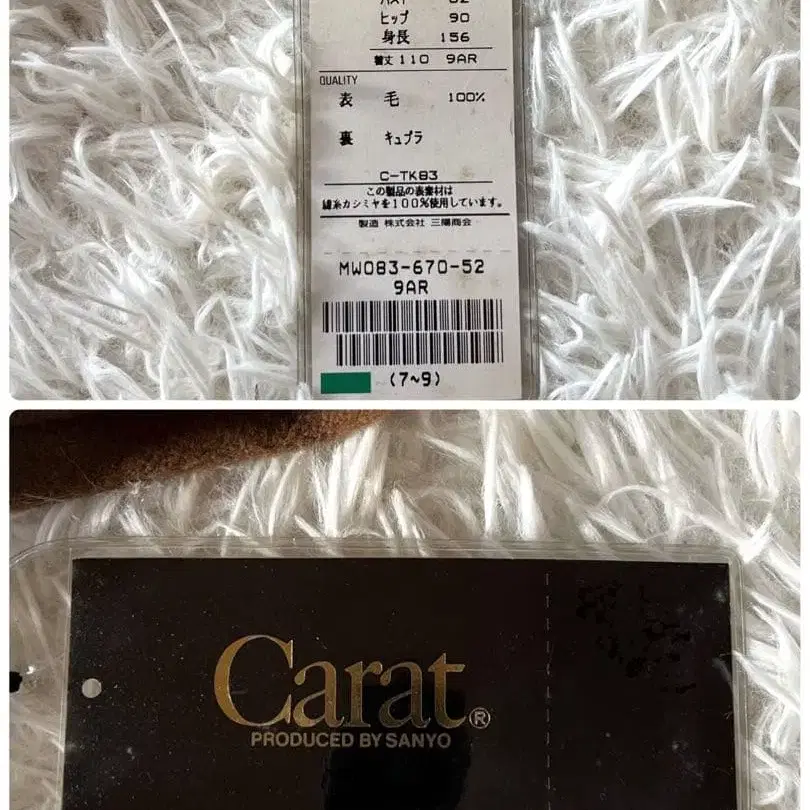 ヒップ 90
身長 156
着丈 110 9AR
QUALITY
表 毛 100%
裏 キュプラ
C-TK83
この製品の表素材は
緯糸カシミヤを100%使用しています。
製造 株式会社 三陽商会
MW083-670-52
9AR
(7~9)
Carat®
PRODUCED BY SANYO